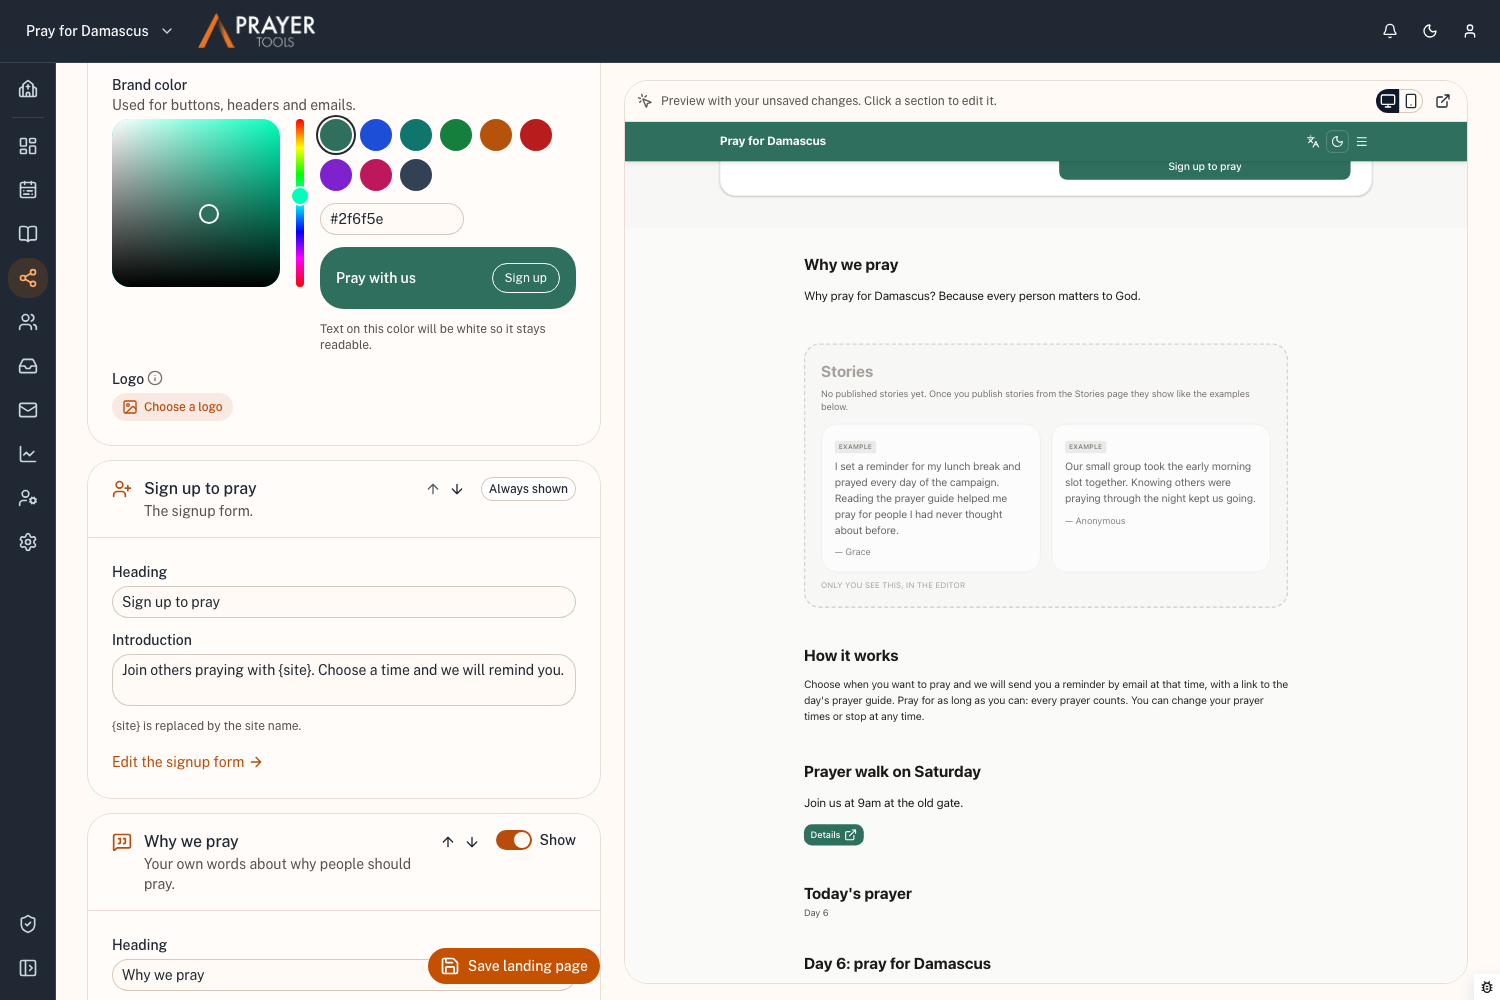 Pray for Damascus
PRAYER
TOOLS
Brand color
Used for buttons, headers and emails.
#2f6f5e
Pray with us
Sign up
Text on this color will be white so it stays
readable.
Logo
Choose a logo
Sign up to pray
Always shown
The signup form.
Heading
Sign up to pray
Introduction
Join others praying with {site}. Choose a time and we will remind you.
{site} is replaced by the site name.
Edit the signup form
Why we pray
Show
Your own words about why people should
pray.
Heading
Why we pray
Save landing page
Preview with your unsaved changes. Click a section to edit it.
Pray for Damascus
Sign up to pray
Why we pray
Why pray for Damascus? Because every person matters to God.
Stories
No published stories yet. Once you publish stories from the Stories page they show like the examples
below.
EXAMPLE
I set a reminder for my lunch break and
prayed every day of the campaign.
Reading the prayer guide helped me
pray for people I had never thought
about before.
— Grace
EXAMPLE
Our small group took the early morning
slot together. Knowing others were
praying through the night kept us going.
— Anonymous
ONLY YOU SEE THIS, IN THE EDITOR
How it works
Choose when you want to pray and we will send you a reminder by email at that time, with a link to the
day's prayer guide. Pray for as long as you can: every prayer counts. You can change your prayer
times or stop at any time.
Prayer walk on Saturday
Join us at 9am at the old gate.
Details
Today's prayer
Day 6
Day 6: pray for Damascus